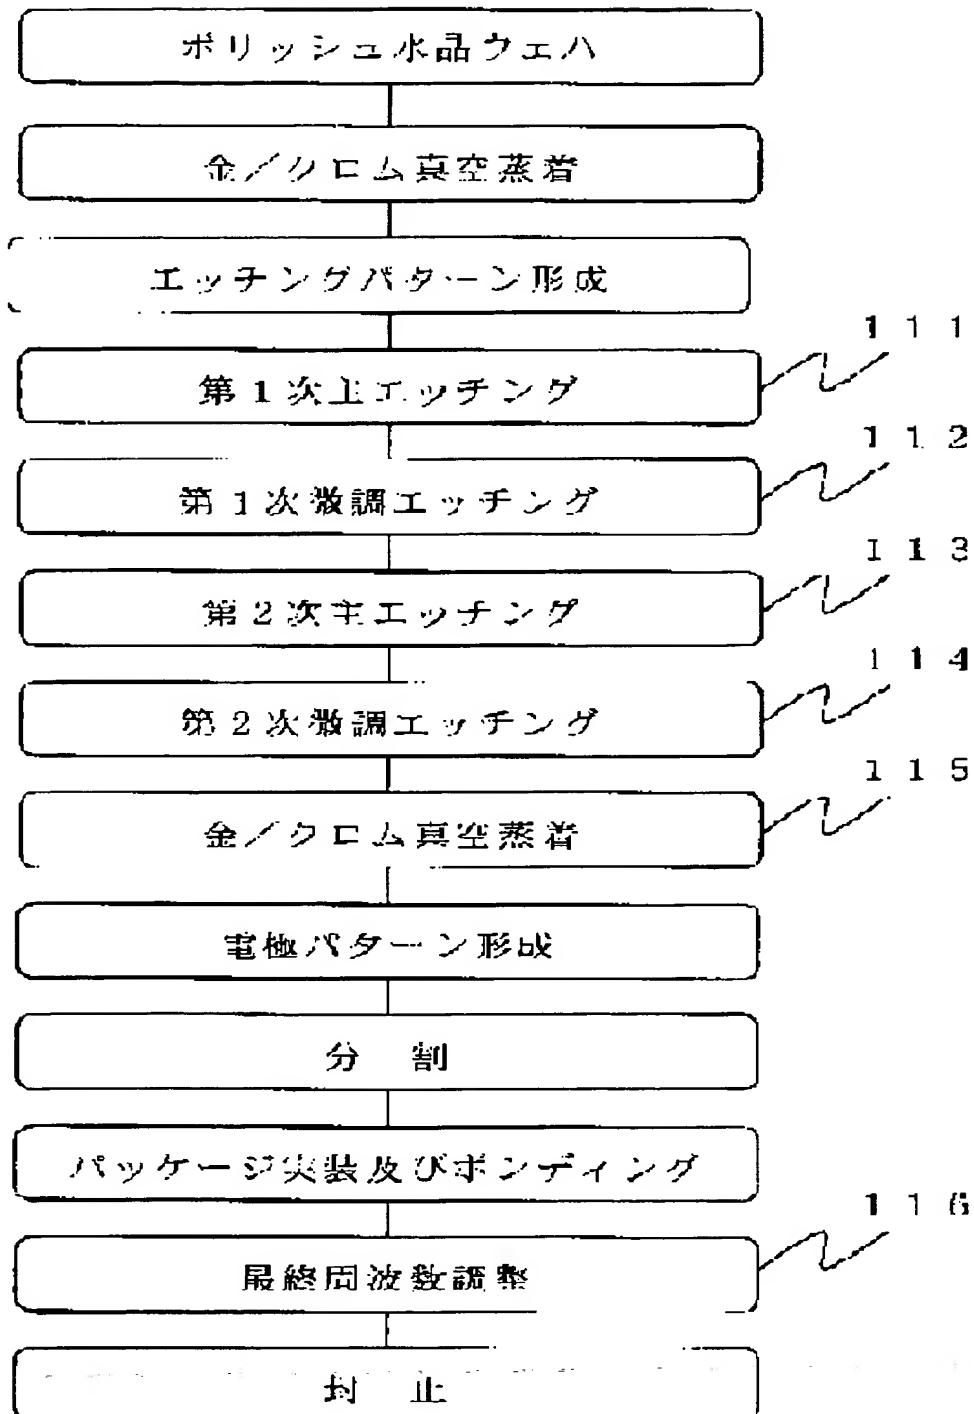 ポリッシュ水晶ウェハ
金／クロム真空蒸着
エッチングパターン形成
111
第1次主エッチング
112
第1次微調エッチング
113
第2次主エッチング
114
第2次微調エッチング
115
金／クロム真空蒸着
電極パターン形成
分　割
パッケージ実装及びボンディング
116
最終周波数調整
封　止